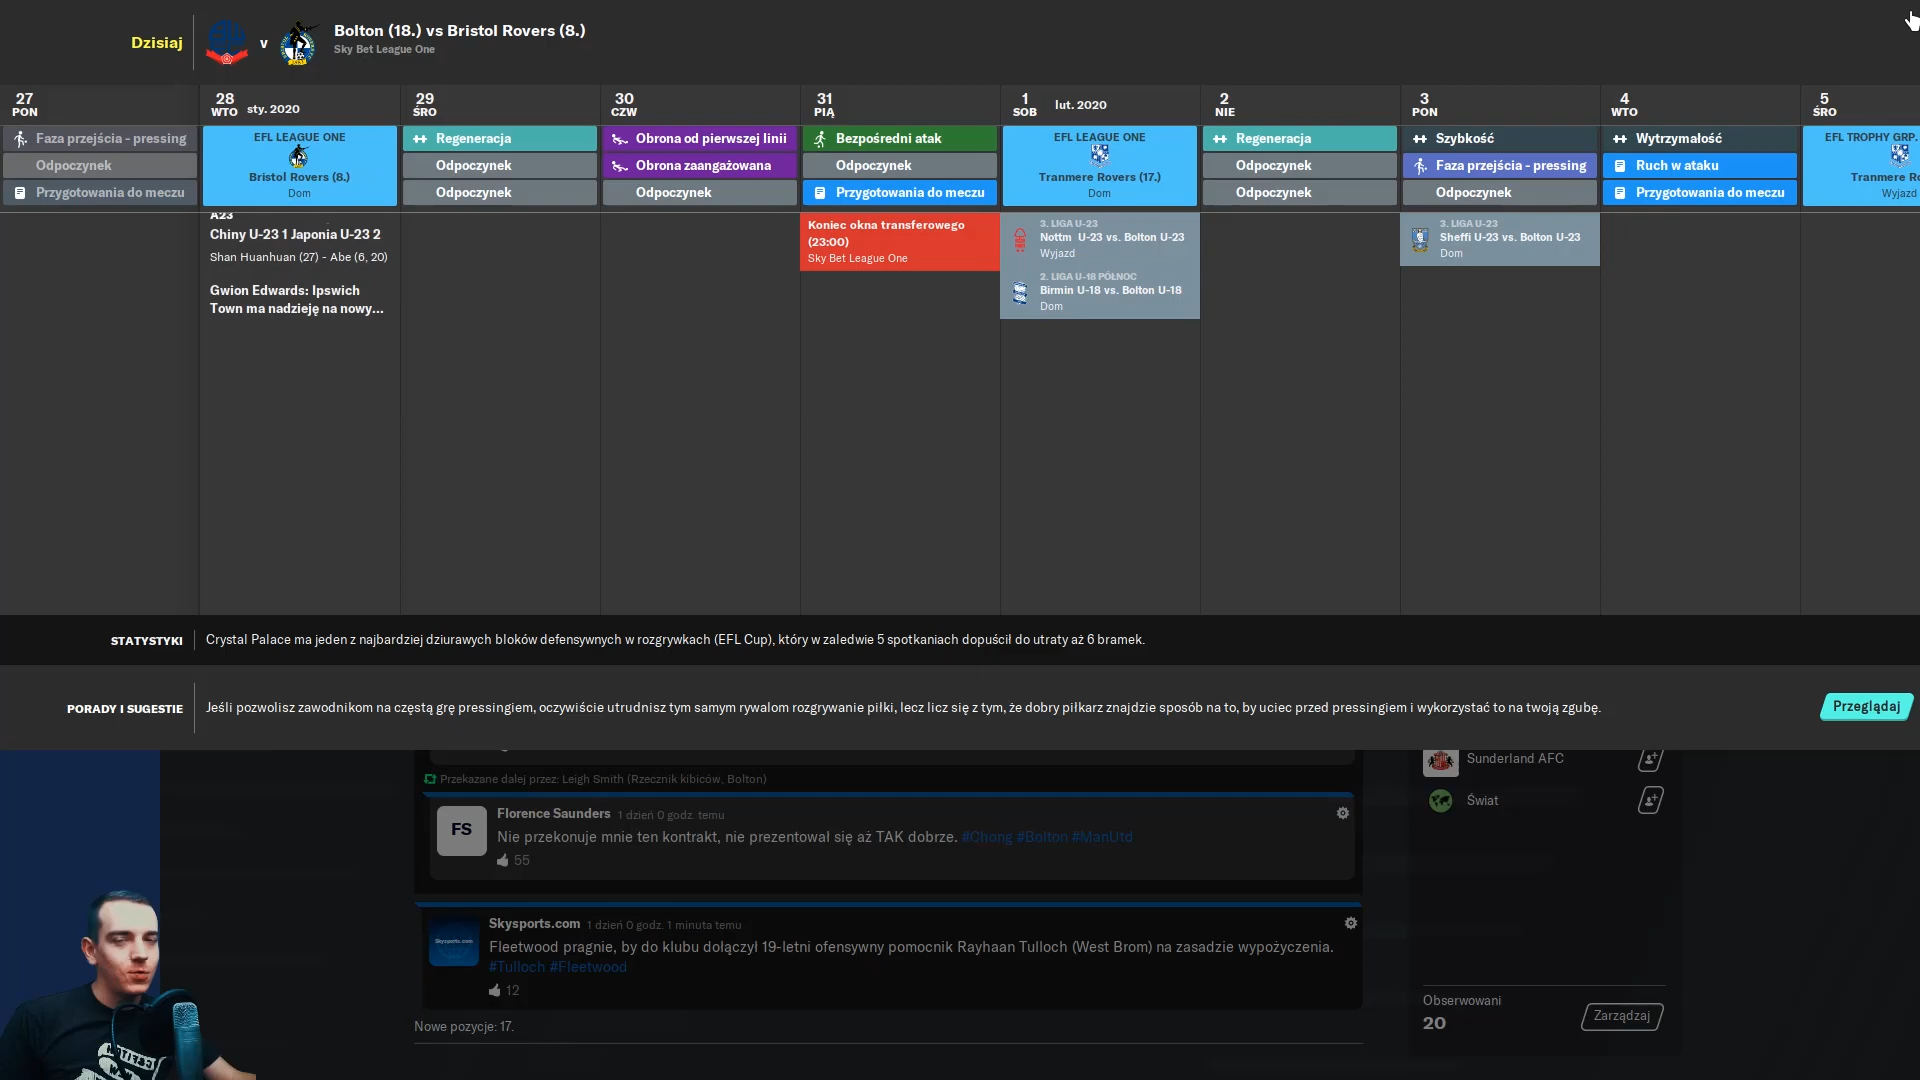 Dzisiaj
v
Bolton (18.) vs Bristol Rovers (8.)
Sky Bet League One
27
PON
28
WTO sty. 2020
29
ŚRO
30
CZW
31
PIĄ
1
SOB lut. 2020
2
NIE
3
PON
4
WTO
5
ŚRO
Faza przejścia - pressing
Odpoczynek
Przygotowania do meczu
EFL LEAGUE ONE
Bristol Rovers (8.)
Dom
Regeneracja
Odpoczynek
Odpoczynek
Obrona od pierwszej linii
Obrona zaangażowana
Odpoczynek
Bezpośredni atak
Odpoczynek
Przygotowania do meczu
EFL LEAGUE ONE
Tranmere Rovers (17.)
Dom
Regeneracja
Odpoczynek
Odpoczynek
Szybkość
Faza przejścia - pressing
Odpoczynek
Wytrzymałość
Ruch w ataku
Przygotowania do meczu
EFL TROPHY GRP.
Tranmere Ro
Wyjazd
Chiny U-23 1 Japonia U-23 2
Shan Huanhuan (27) - Abe (6, 20)
Gwion Edwards: Ipswich
Town ma nadzieję na nowy...
Koniec okna transferowego
(23:00)
Sky Bet League One
3. LIGA U-23
Nottm U-23 vs. Bolton U-23
Wyjazd
2. LIGA U-18 PÓŁNOC
Birmin U-18 vs. Bolton U-18
Dom
3. LIGA U-23
Sheffi U-23 vs. Bolton U-23
Dom
STATYSTYKI
Crystal Palace ma jeden z najbardziej dziurawych bloków defensywnych w rozgrywkach (EFL Cup), który w zaledwie 5 spotkaniach dopuścił do utraty aż 6 bramek.
PORADY I SUGESTIE
Jeśli pozwolisz zawodnikom na częstą grę pressingiem, oczywiście utrudnisz tym samym rywalom rozgrywanie piłki, lecz licz się z tym, że dobry piłkarz znajdzie sposób na to, by uciec przed pressingiem i wykorzystać to na twoją zgubę.
Przeglądaj
Przekazane dalej przez: Leigh Smith (Rzecznik kibiców, Bolton)
FS
Florence Saunders 1 dzień 0 godz. temu
Nie przekonuje mnie ten kontrakt, nie prezentował się aż TAK dobrze. #Chong #Bolton #ManUtd
55
Skysports.com
Skysports.com 1 dzień 0 godz. 1 minuta temu
Fleetwood pragnie, by do klubu dołączył 19-letni ofensywny pomocnik Rayhaan Tulloch (West Brom) na zasadzie wypożyczenia.
#Tulloch #Fleetwood
12
Nowe pozycje: 17.
Sunderland AFC
Świat
Obserwowani
20
Zarządzaj